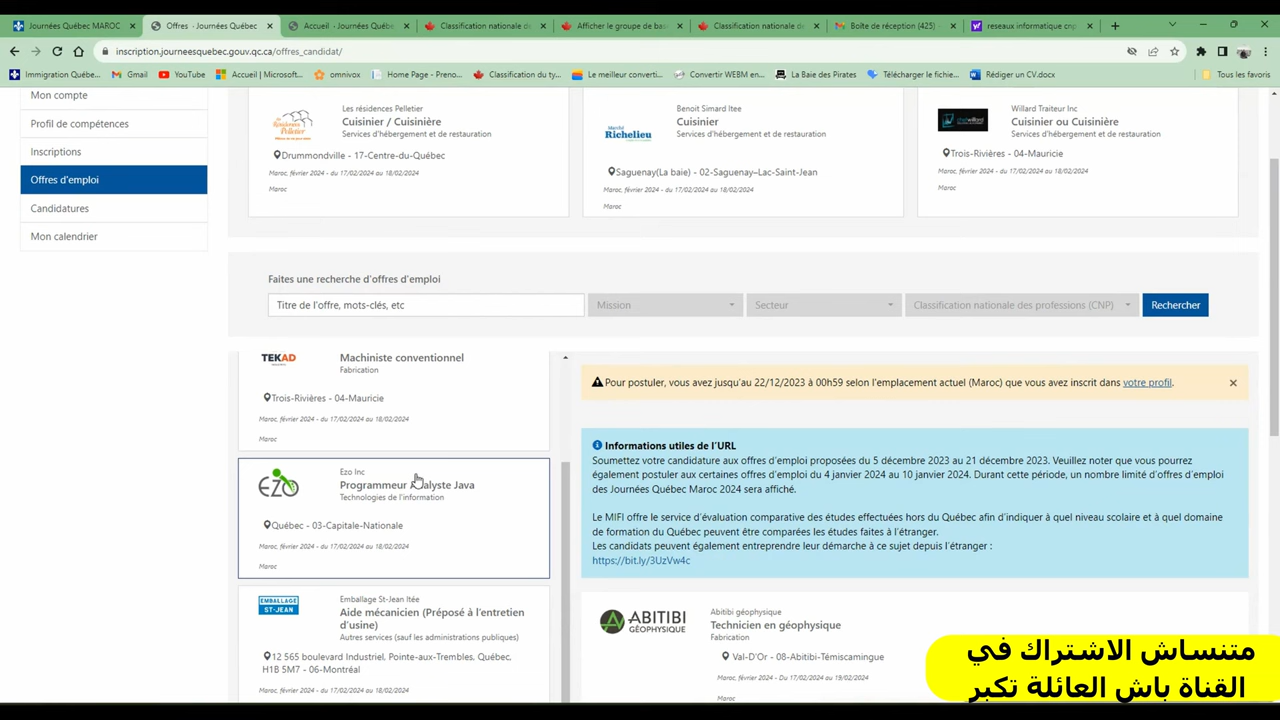 Journées Québec MAROC
Offres - Journées Québec
Accueil - Journées Québe
Classification nationale de
Afficher le groupe de bas
Classification nationale de
Boîte de réception (425)
reseaux informatique cnp
inscription.journeesquebec.gouv.qc.ca/offres_candidat/
Immigration Québe...
Gmail
YouTube
Accueil | Microsoft...
omnivox
Home Page - Preno...
Classification du ty...
Le meilleur converti...
Convertir WEBM en...
La Baie des Pirates
Télécharger le fichie...
Rédiger un CV.docx
Tous les favoris
Mon compte
Profil de compétences
Inscriptions
Offres d'emploi
Candidatures
Mon calendrier
Les résidences Pelletier
Cuisinier / Cuisinière
Services d'hébergement et de restauration
Drummondville - 17-Centre-du-Québec
Maroc, février 2024 - du 17/02/2024 au 18/02/2024
Maroc
Marché
Richelieu
Benoit Simard Itee
Cuisinier
Services d'hébergement et de restauration
Saguenay(La baie) - 02-Saguenay–Lac-Saint-Jean
Maroc, février 2024 - du 17/02/2024 au 18/02/2024
Maroc
Willard Traiteur Inc
Cuisinier ou Cuisinière
Services d'hébergement et de restauration
Trois-Rivières - 04-Mauricie
Maroc, février 2024 - du 17/02/2024 au 18/02/2024
Maroc
Faites une recherche d'offres d'emploi
Titre de l'offre, mots-clés, etc
Mission
Secteur
Classification nationale des professions (CNP)
Rechercher
TEKAD
Machiniste conventionnel
Fabrication
Trois-Rivières - 04-Mauricie
Maroc, février 2024 - du 17/02/2024 au 18/02/2024
Maroc
EZO
Ezo Inc
Programmeur Analyste Java
Technologies de l'information
Québec - 03-Capitale-Nationale
Maroc, février 2024 - du 17/02/2024 au 18/02/2024
Maroc
EMBALLAGE
ST-JEAN
Emballage St-Jean Itée
Aide mécanicien (Préposé à l'entretien
d'usine)
Autres services (sauf les administrations publiques)
12 565 boulevard Industriel, Pointe-aux-Trembles, Québec,
H1B 5M7 - 06-Montréal
Maroc, février 2024 - du 17/02/2024 au 18/02/2024
Pour postuler, vous avez jusqu'au 22/12/2023 à 00h59 selon l'emplacement actuel (Maroc) que vous avez inscrit dans votre profil.
Informations utiles de l'URL
Soumettez votre candidature aux offres d'emploi proposées du 5 décembre 2023 au 21 décembre 2023. Veuillez noter que vous pourrez
également postuler aux certaines offres d'emploi du 4 janvier 2024 au 10 janvier 2024. Durant cette période, un nombre limité d'offres d'emploi
des Journées Québec Maroc 2024 sera affiché.
Le MIFI offre le service d'évaluation comparative des études effectuées hors du Québec afin d'indiquer à quel niveau scolaire et à quel domaine
de formation du Québec peuvent être comparées les études faites à l'étranger.
Les candidats peuvent également entreprendre leur démarche à ce sujet depuis l'étranger :
https://bit.ly/3UzVw4c
ABITIBI
GÉOPHYSIQUE
Abitibi géophysique
Technicien en géophysique
Fabrication
Val-D'Or - 08-Abitibi-Témiscamingue
Maroc, février 2024 - Du 17/02/2024 au 19/02/2024
Maroc
متنساش الاشتراك في
القناة باش العائلة تكبر